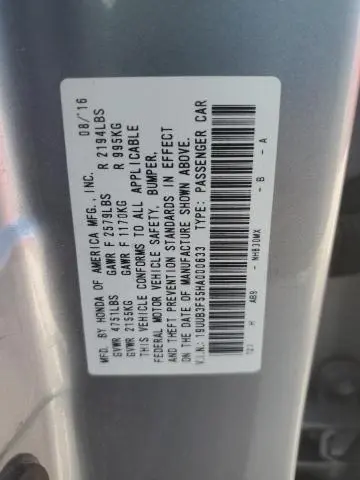 MFD. BY HONDA OF AMERICA MFG., INC. 08/'16
GVWR 4751LBS GAWR F 2579LBS R 2194LBS
GVWR 2155KG GAWR F 1170KG R 995KG
THIS VEHICLE CONFORMS TO ALL APPLICABLE
FEDERAL MOTOR VEHICLE SAFETY, BUMPER,
AND THEFT PREVENTION STANDARDS IN EFFECT
ON THE DATE OF MANUFACTURE SHOWN ABOVE.
V.I.N.: 19UUB3F55HA000633 TYPE: PASSENGER CAR
H AB9 - NH830MX - B - A